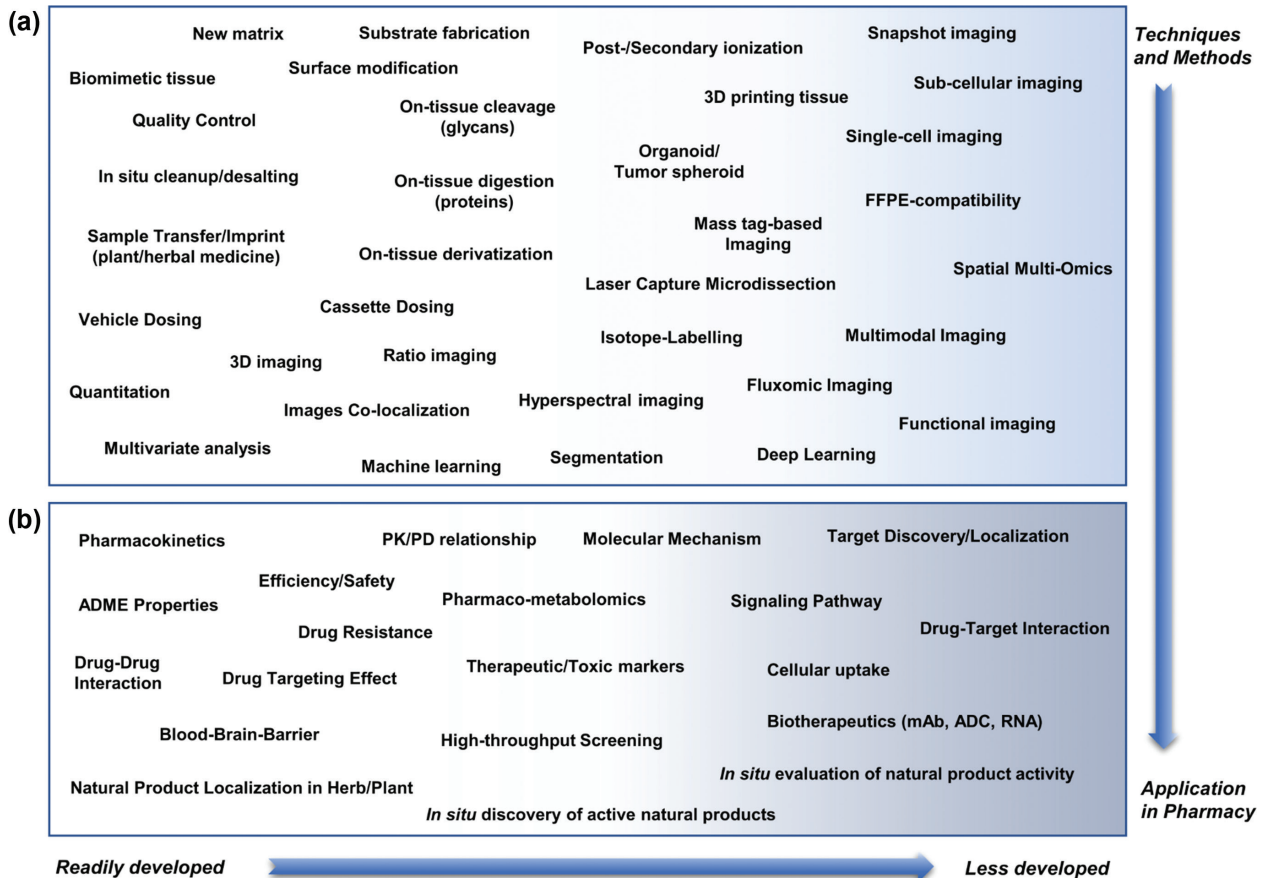 (a)
New matrix
Substrate fabrication
Post-/Secondary ionization
Snapshot imaging
Biomimetic tissue
Surface modification
Sub-cellular imaging
Quality Control
On-tissue cleavage
(glycans)
3D printing tissue
Single-cell imaging
In situ cleanup/desalting
On-tissue digestion
(proteins)
Organoid/
Tumor spheroid
FFPE-compatibility
Sample Transfer/Imprint
(plant/herbal medicine)
On-tissue derivatization
Mass tag-based
Imaging
Spatial Multi-Omics
Laser Capture Microdissection
Vehicle Dosing
Cassette Dosing
Isotope-Labelling
Multimodal Imaging
3D imaging
Ratio imaging
Quantitation
Images Co-localization
Hyperspectral imaging
Fluxomic Imaging
Functional imaging
Multivariate analysis
Machine learning
Segmentation
Deep Learning
Techniques
and Methods
(b)
Pharmacokinetics
PK/PD relationship
Molecular Mechanism
Target Discovery/Localization
Efficiency/Safety
ADME Properties
Pharmaco-metabolomics
Signaling Pathway
Drug Resistance
Drug-Target Interaction
Drug-Drug
Interaction
Drug Targeting Effect
Therapeutic/Toxic markers
Cellular uptake
Blood-Brain-Barrier
High-throughput Screening
Biotherapeutics (mAb, ADC, RNA)
Natural Product Localization in Herb/Plant
In situ evaluation of natural product activity
In situ discovery of active natural products
Application
in Pharmacy
Readily developed
Less developed